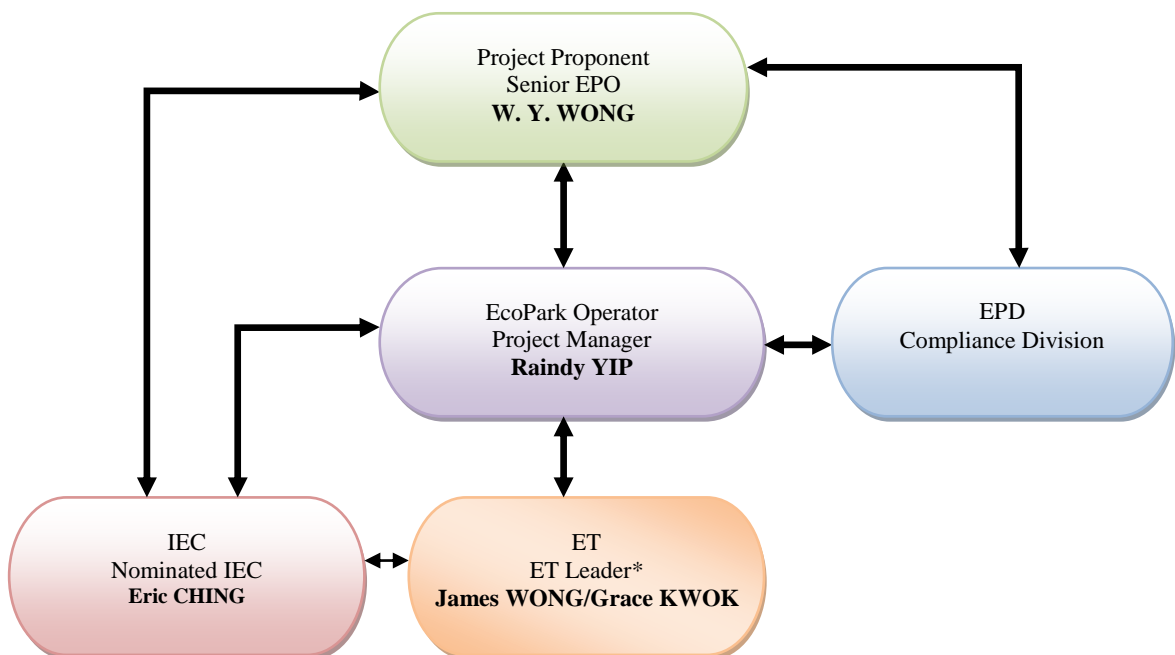 Project Proponent
Senior EPO
W. Y. WONG
EcoPark Operator
Project Manager
Raindy YIP
EPD
Compliance Division
IEC
Nominated IEC
Eric CHING
ET
ET Leader*
James WONG/Grace KWOK